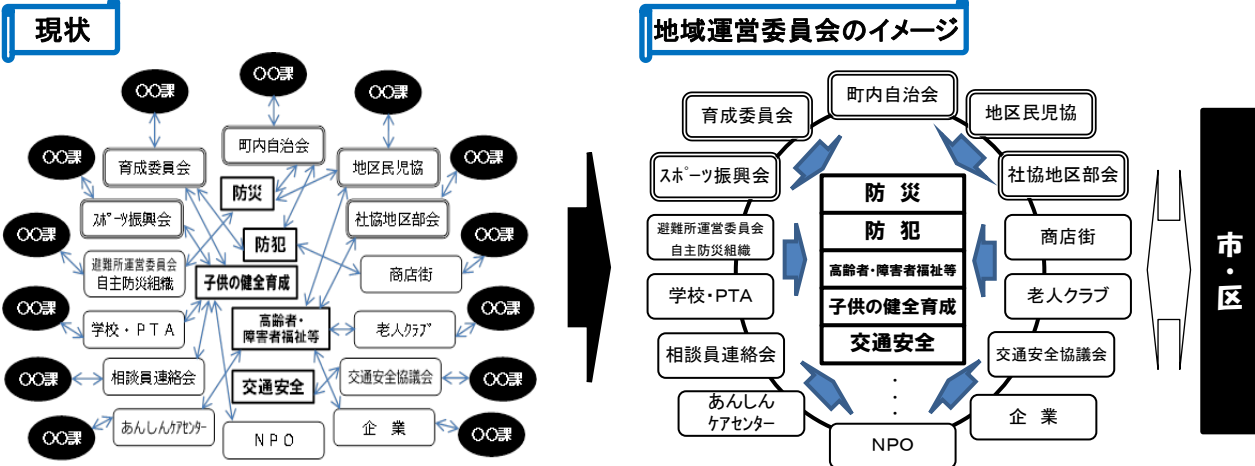 現状
〇〇課
〇〇課
〇〇課
〇〇課
〇〇課
〇〇課
〇〇課
〇〇課
〇〇課
〇〇課
〇〇課
〇〇課
〇〇課
町内自治会
育成委員会
地区民児協
防災
スポーツ振興会
社協地区部会
防犯
避難所運営委員会
自主防災組織
子供の健全育成
商店街
学校・PTA
高齢者・
障害者福祉等
老人クラブ
相談員連絡会
交通安全
交通安全協議会
あんしんケアセンター
NPO
企 業
地域運営委員会のイメージ
町内自治会
育成委員会
地区民児協
スポーツ振興会
社協地区部会
防 災
防 犯
高齢者・障害者福祉等
子供の健全育成
交通安全
・
・
・
避難所運営委員会
自主防災組織
商店街
学校・PTA
老人クラブ
相談員連絡会
交通安全協議会
あんしん
ケアセンター
企 業
NPO
市・区